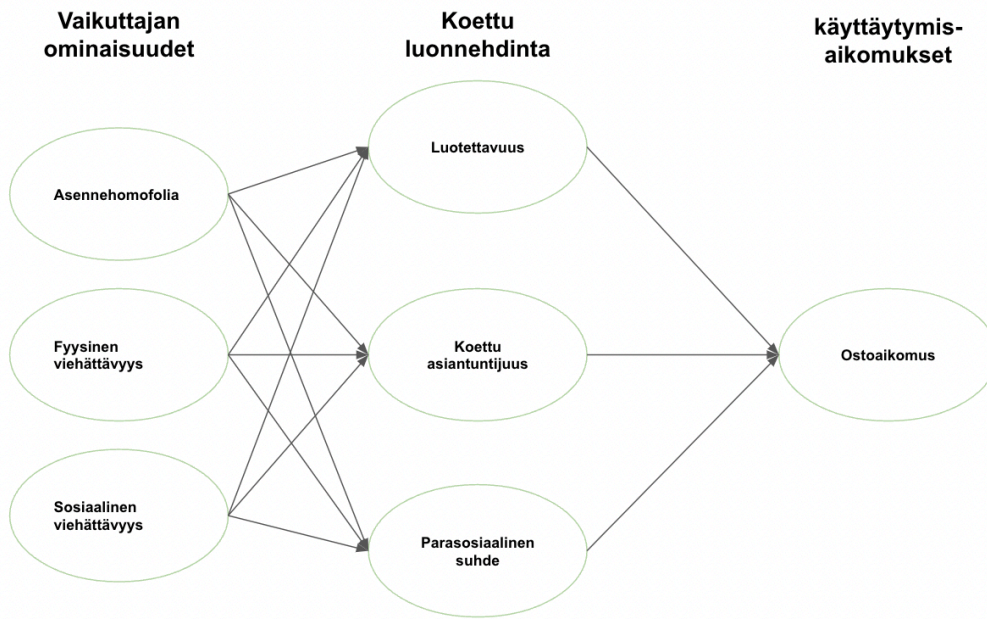 Vaikuttajan
ominaisuudet
Koettu
luonnehdinta
käyttäytymis-
aikomukset
Asennehomofolia
Fyysinen
viehättävyys
Sosiaalinen
viehättävyys
Luotettavuus
Koettu
asiantuntijuus
Parasosiaalinen
suhde
Ostoaikomus